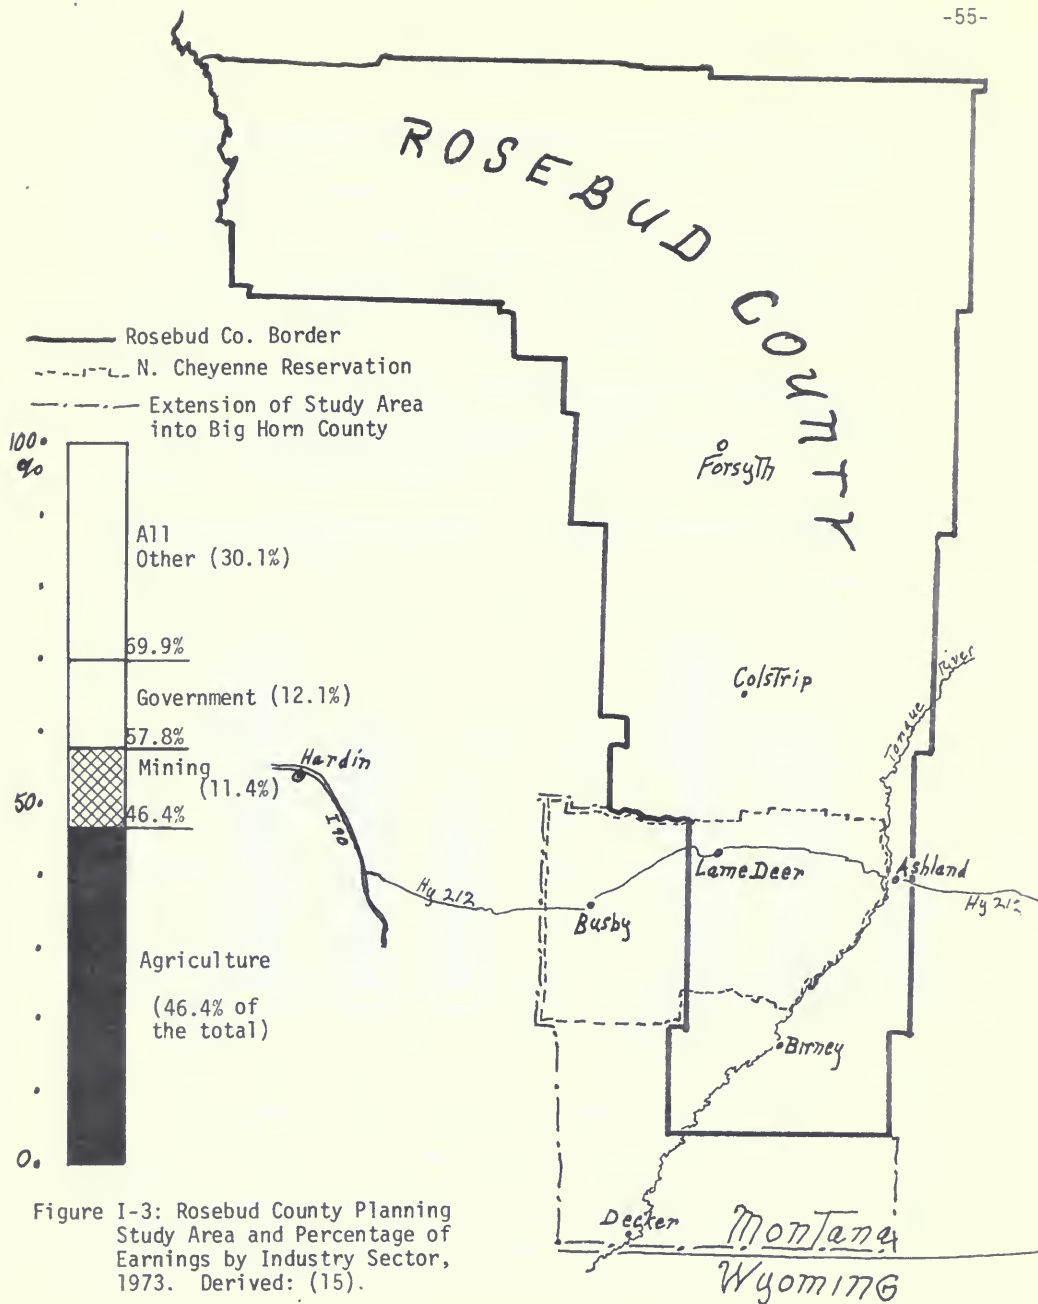 -55-
ROSEBUD COUNTY
Rosebud Co. Border
N. Cheyenne Reservation
Extension of Study Area
into Big Horn County
100
%
All
Other (30.1%)
69.9%
Government (12.1%)
57.8%
Mining
(11.4%)
50
46.4%
Agriculture
(46.4% of
the total)
0
Forsyth
Colstrip
Tongue River
Hardin
I 90
Hy 212
Busby
Lame Deer
Ashland
Hy 212
Birney
Decker
Montana
Wyoming
Figure I-3: Rosebud County Planning
Study Area and Percentage of
Earnings by Industry Sector,
1973. Derived: (15).